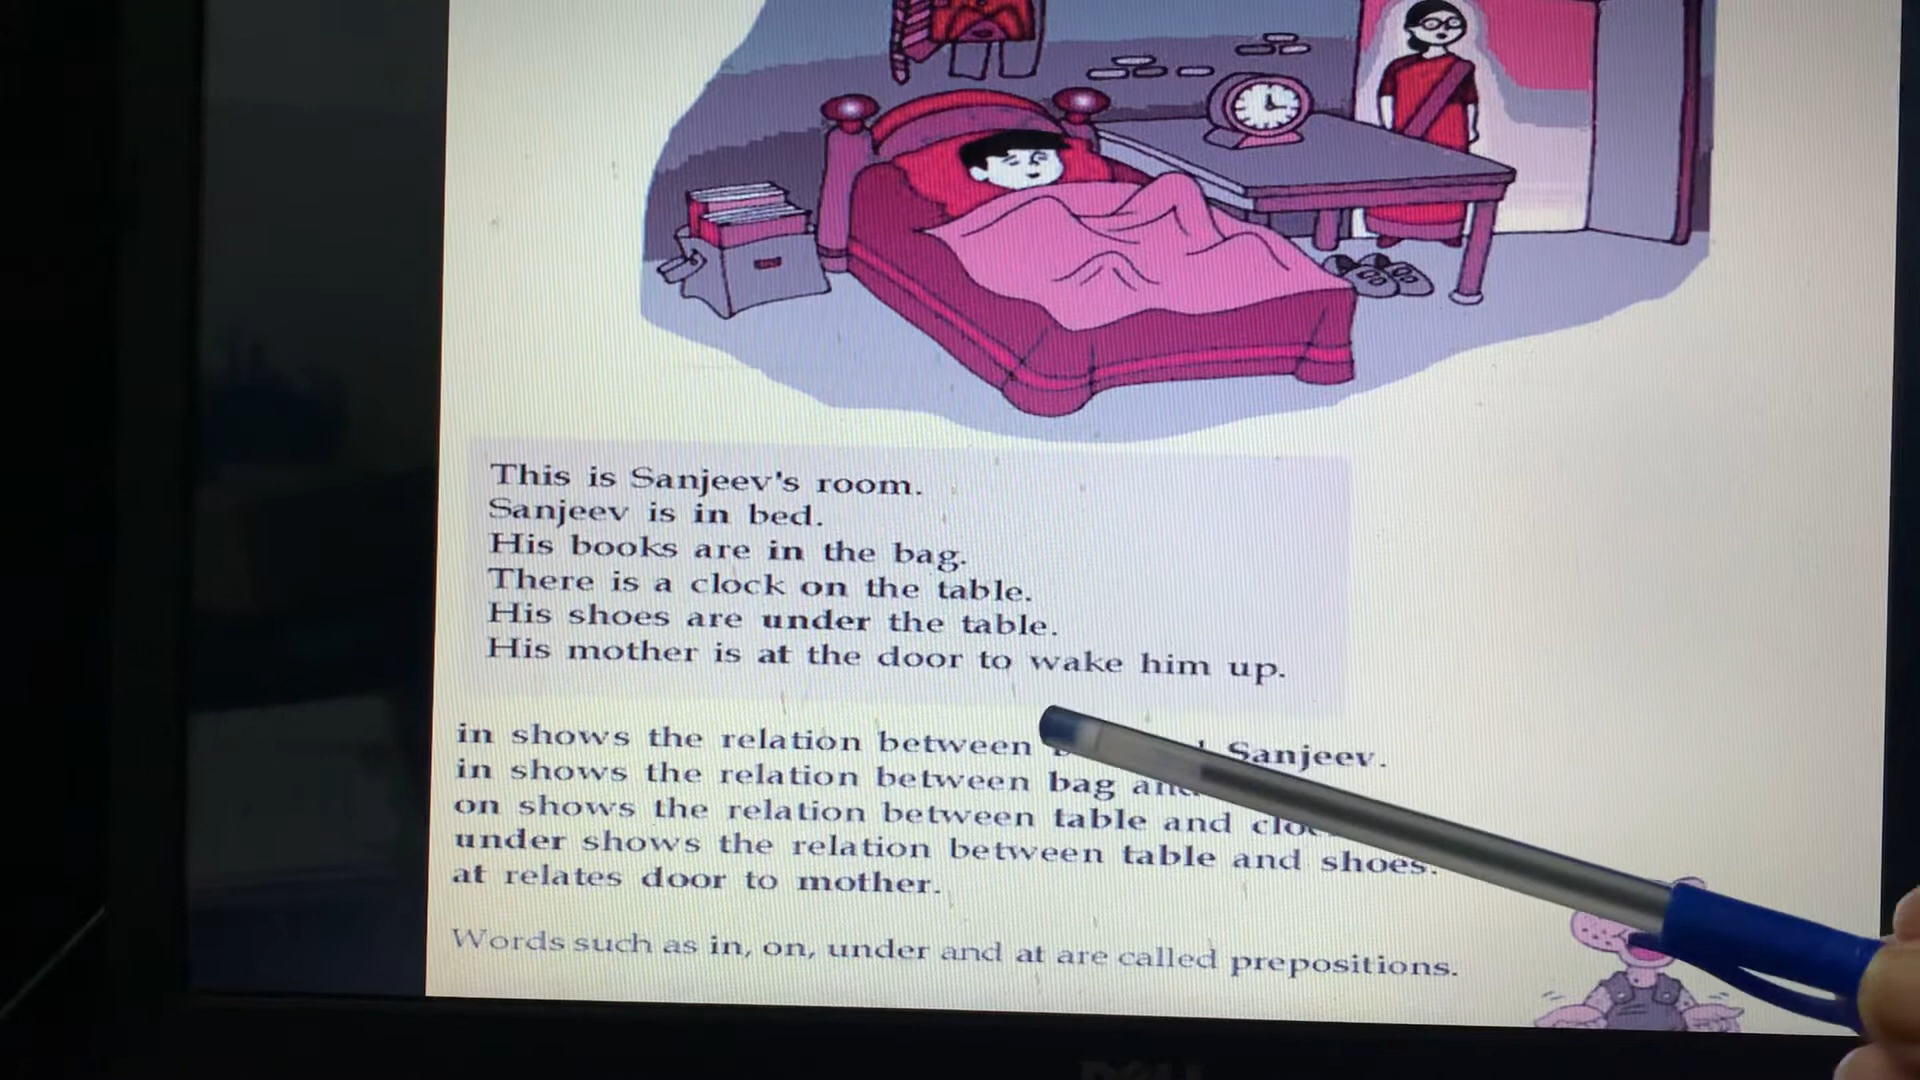 This is Sanjeev's room.
Sanjeev is in bed.
His books are in the bag.
There is a clock on the table.
His shoes are under the table.
His mother is at the door to wake him up.
in shows the relation between Sanjeev.
in shows the relation between bag and
on shows the relation between table and
under shows the relation between table and shoes.
at relates door to mother.
Words such as in, on, under and at are called prepositions.